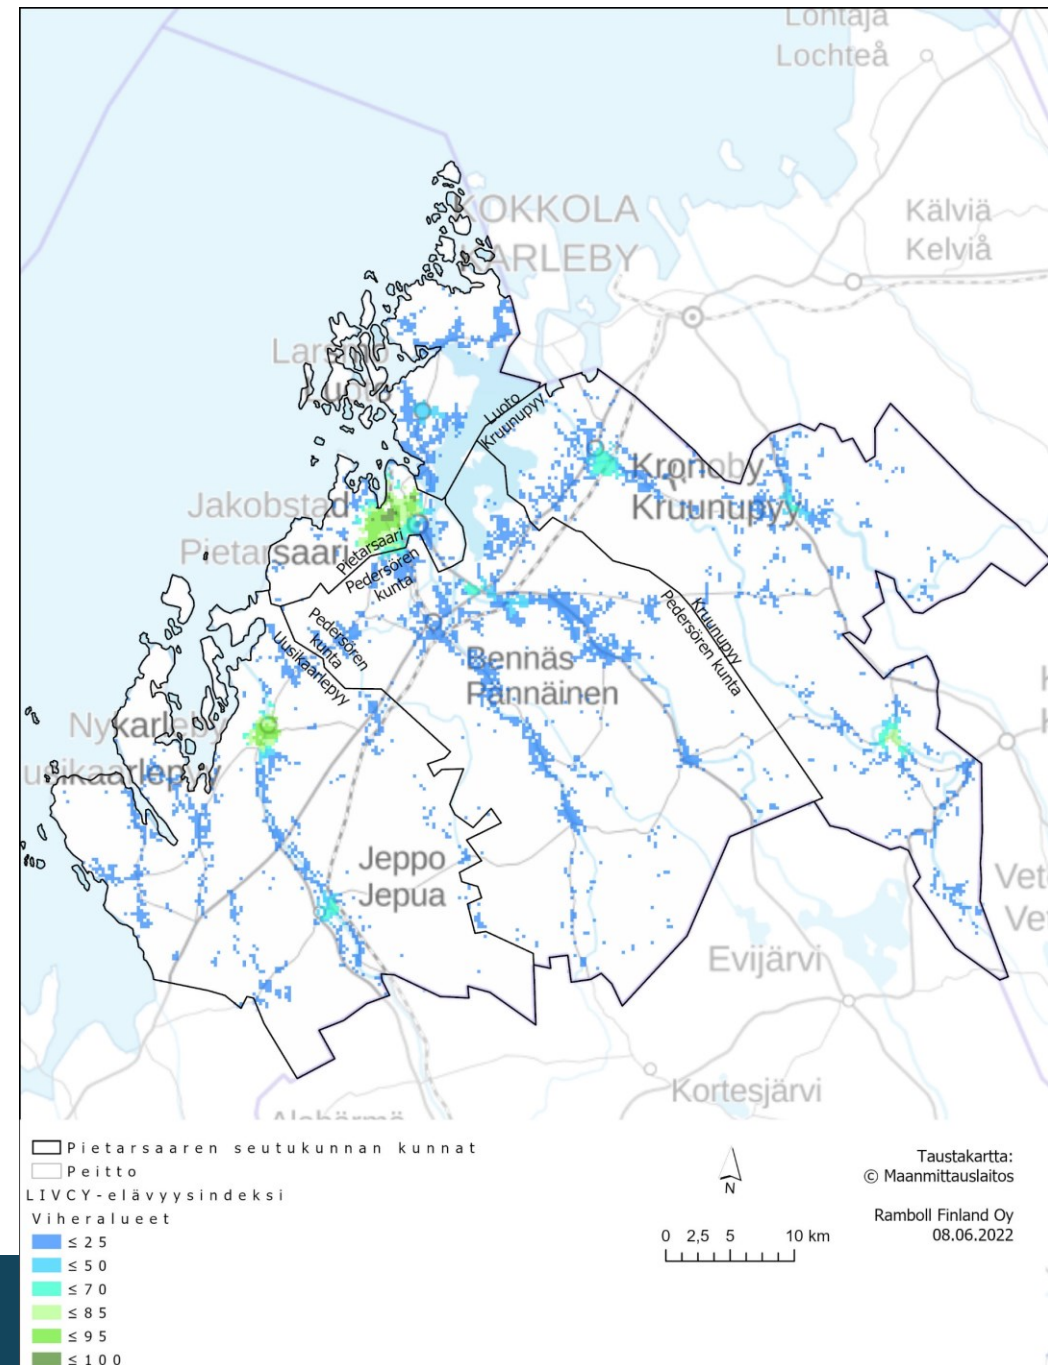 Lohtaja
Lochteå
KOKKOLA
KARLEBY
Kälviä
Kelviå
Larsmo
Luoto
Luoto
Kruunupyy
Kronoby
Kruunupyy
Jakobstad
Pietarsaari
Pietarsaari
Pedersören
kunta
Pedersören
kunta
Uusikaarlepyy
Kruunupyy
Pedersören kunta
Bennäs
Pännäinen
Nykarleby
Uusikaarlepyy
Jeppo
Jepua
Evijärvi
Vet
Ve
Kortesjärvi
Alahärmä
Pietarsaaren seutukunnan kunnat
Peitto
LIVCY-elävyysindeksi
Viheralueet
≤ 25
≤ 50
≤ 70
≤ 85
≤ 95
≤ 100
N
0 2,5 5 10 km
Taustakartta:
© Maanmittauslaitos
Ramboll Finland Oy
08.06.2022